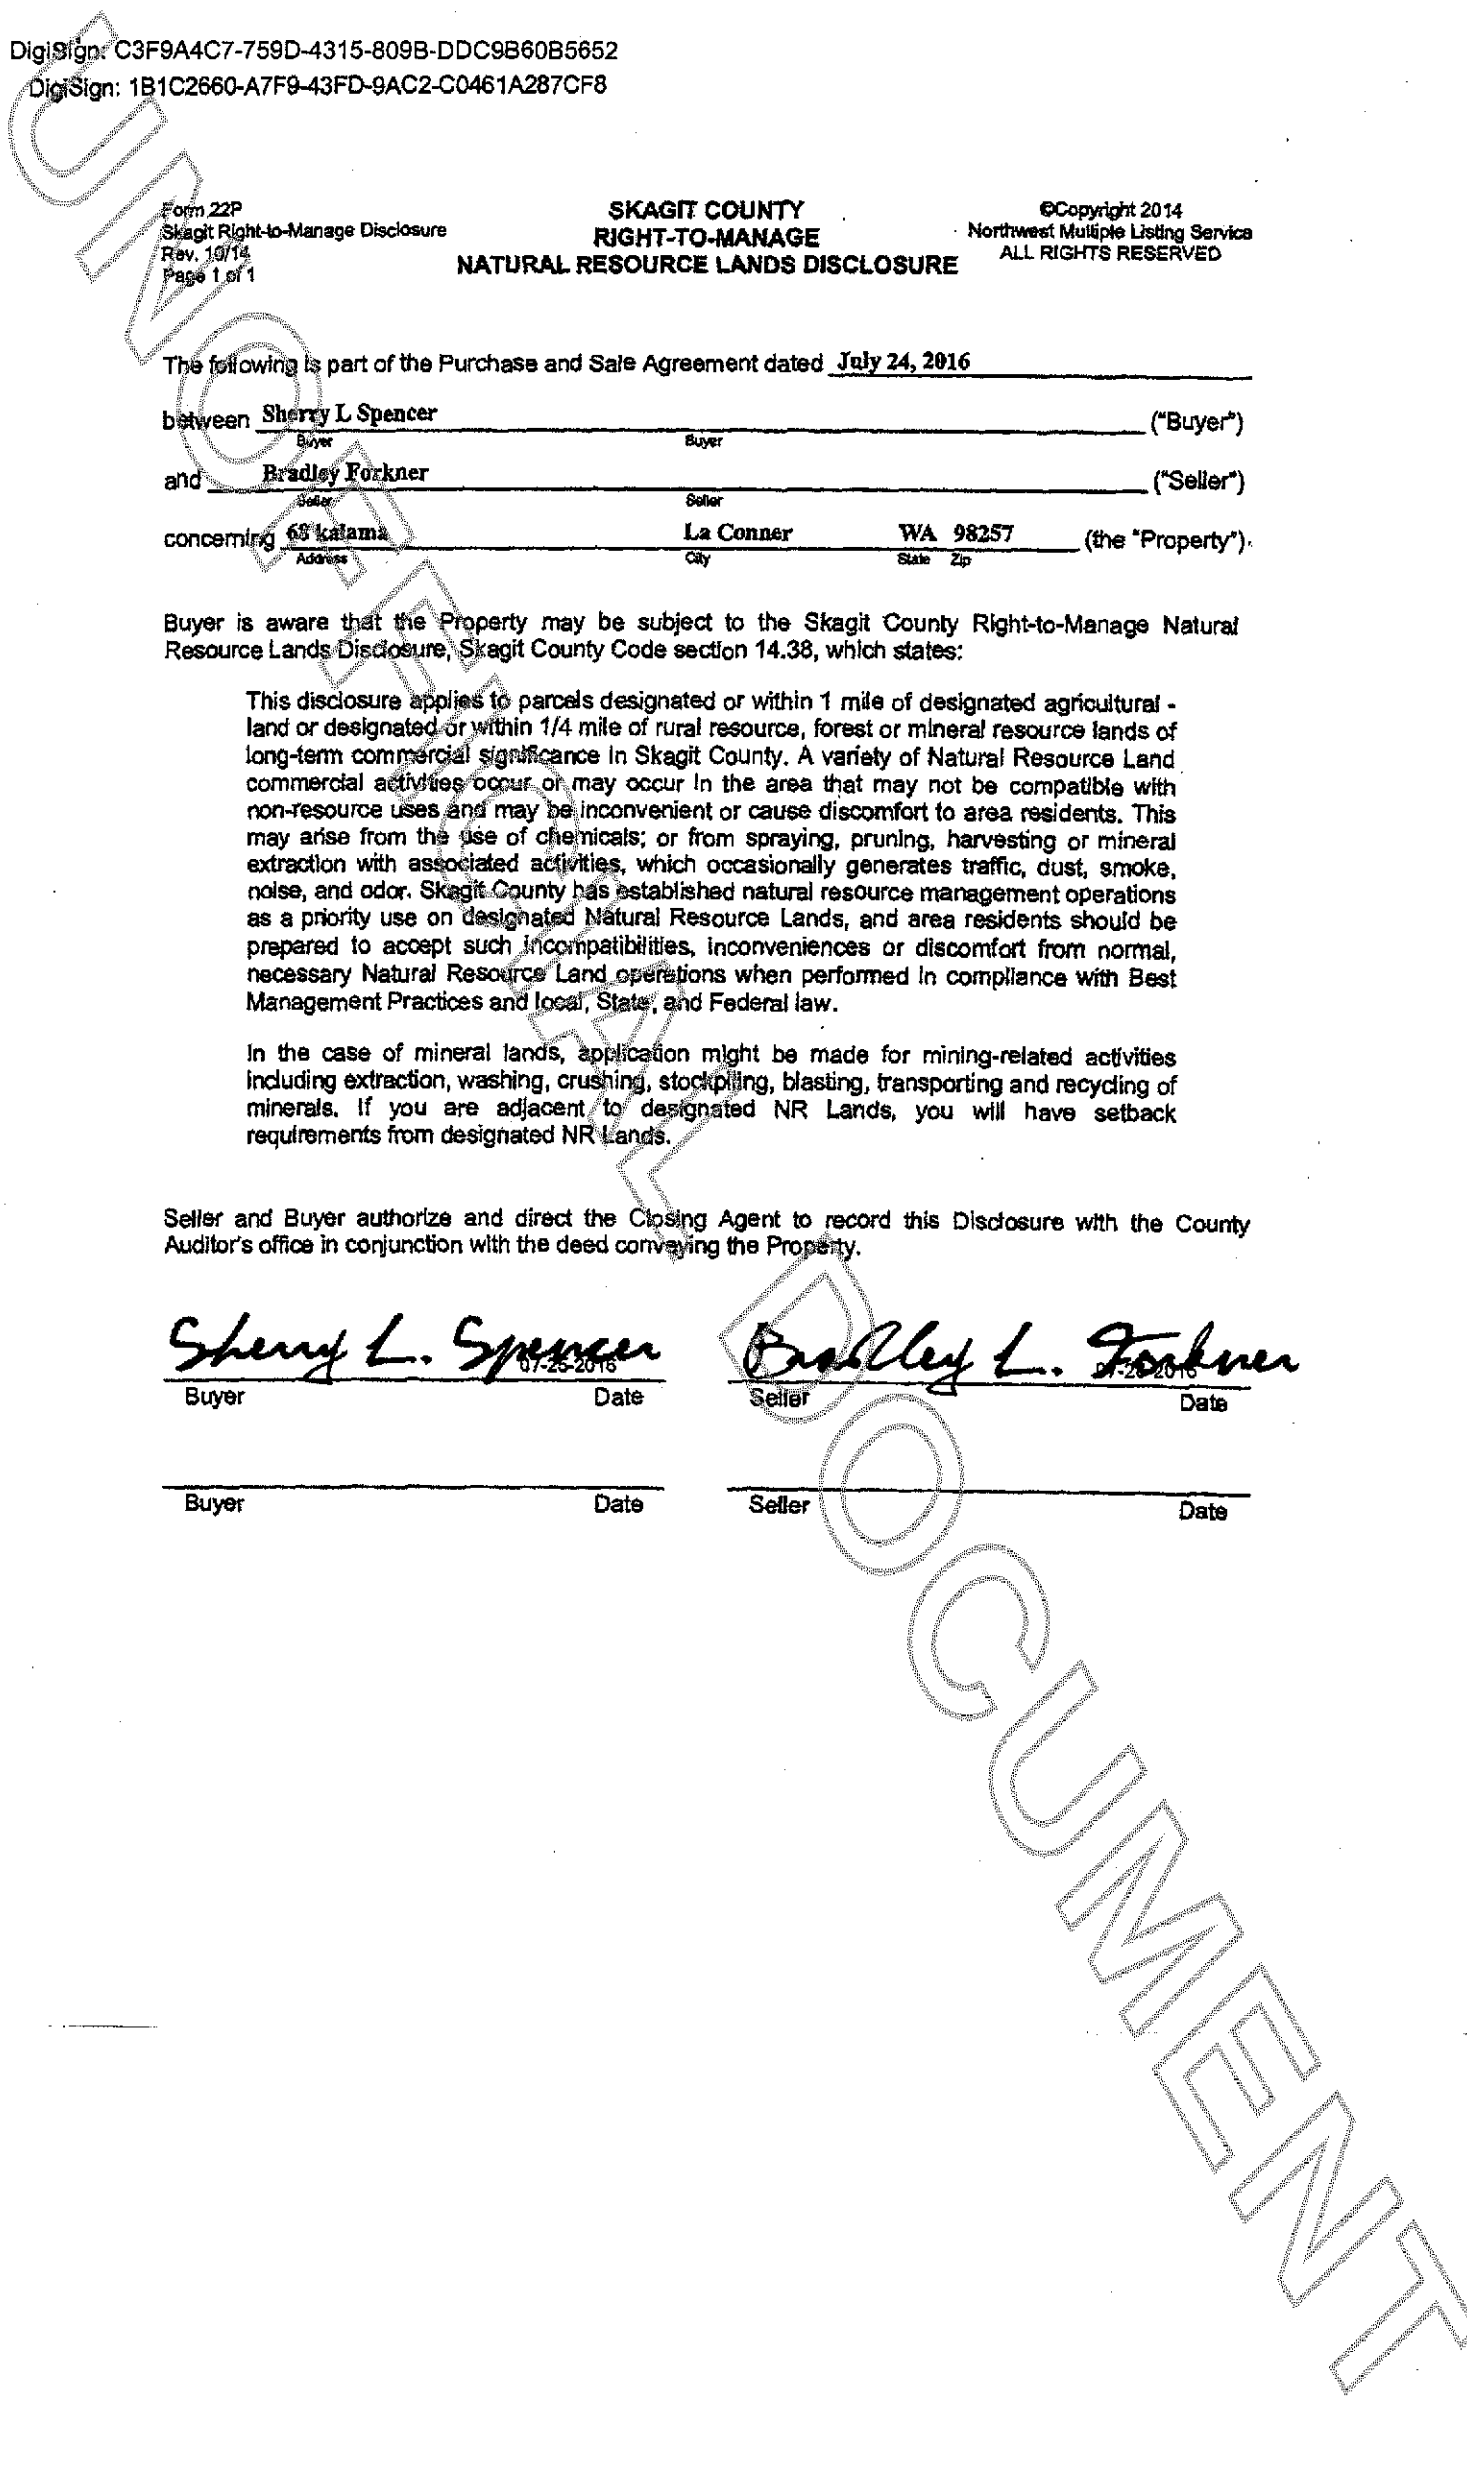 DigiSign: C3F9A4C7-759D-4315-809B-DDC9B60B5652
DigiSign: 1B1C2660-A7F9-43FD-9AC2-C0461A287CF8
Form 22P
Skagit Right-to-Manage Disclosure
Rev. 10/14
Page 1 of 1
SKAGIT COUNTY
RIGHT-TO-MANAGE
NATURAL RESOURCE LANDS DISCLOSURE
©Copyright 2014
Northwest Multiple Listing Service
ALL RIGHTS RESERVED
The following is part of the Purchase and Sale Agreement dated July 24, 2016
between Sherry L Spencer ("Buyer")
Buyer Buyer
and Bradley Forkner ("Seller")
Seller Seller
concerning 68 kalama La Conner WA 98257 (the "Property").
Address City State Zip
Buyer is aware that the Property may be subject to the Skagit County Right-to-Manage Natural
Resource Lands Disclosure, Skagit County Code section 14.38, which states:
This disclosure applies to parcels designated or within 1 mile of designated agricultural -
land or designated or within 1/4 mile of rural resource, forest or mineral resource lands of
long-term commercial significance in Skagit County. A variety of Natural Resource Land
commercial activities occur or may occur in the area that may not be compatible with
non-resource uses and may be inconvenient or cause discomfort to area residents. This
may arise from the use of chemicals; or from spraying, pruning, harvesting or mineral
extraction with associated activities, which occasionally generates traffic, dust, smoke,
noise, and odor. Skagit County has established natural resource management operations
as a priority use on designated Natural Resource Lands, and area residents should be
prepared to accept such incompatibilities, inconveniences or discomfort from normal,
necessary Natural Resource Land operations when performed in compliance with Best
Management Practices and local, State, and Federal law.
In the case of mineral lands, application might be made for mining-related activities
including extraction, washing, crushing, stockpiling, blasting, transporting and recycling of
minerals. If you are adjacent to designated NR Lands, you will have setback
requirements from designated NR Lands.
Seller and Buyer authorize and direct the Closing Agent to record this Disclosure with the County
Auditor's office in conjunction with the deed conveying the Property.
Sherry L. Spencer 07-25-2016 Bradley L. Forkner
Buyer Date Seller Date
Buyer Date Seller Date
UNOFFICIAL DOCUMENT